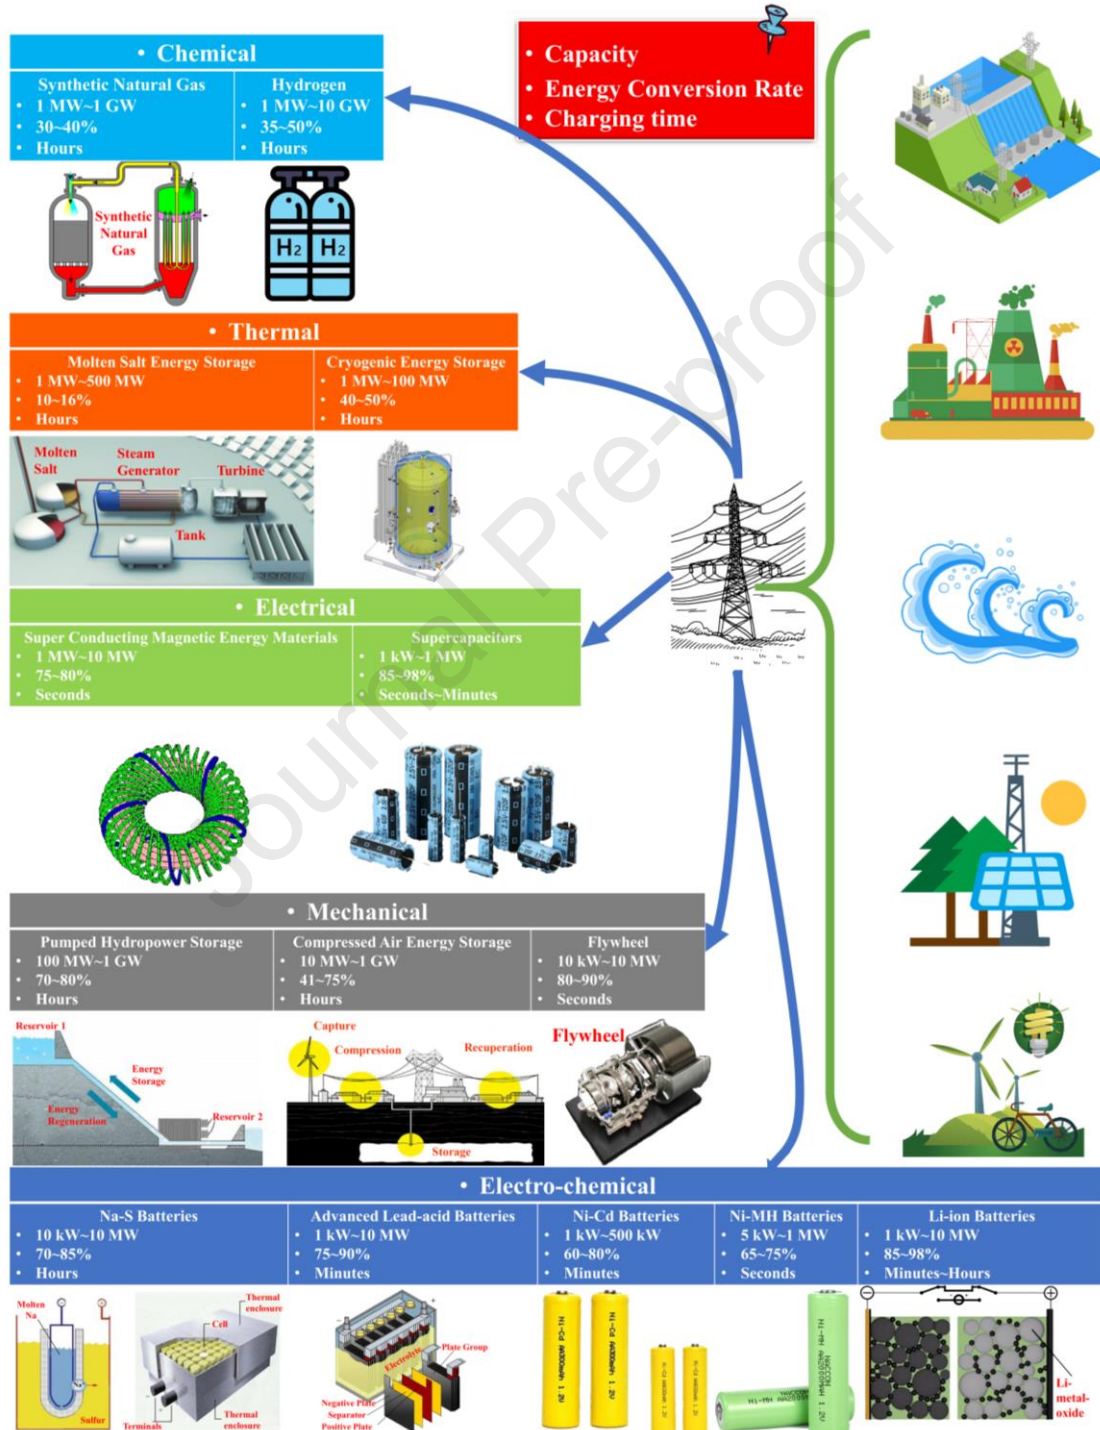 • Capacity
• Energy Conversion Rate
• Charging time
• Chemical
Synthetic Natural Gas
• 1 MW~1 GW
• 30~40%
• Hours
Hydrogen
• 1 MW~10 GW
• 35~50%
• Hours
Synthetic
Natural
Gas
H2 H2
• Thermal
Molten Salt Energy Storage
• 1 MW~500 MW
• 10~16%
• Hours
Cryogenic Energy Storage
• 1 MW~100 MW
• 40~50%
• Hours
Molten
Salt
Steam
Generator
Turbine
Tank
• Electrical
Super Conducting Magnetic Energy Materials
• 1 MW~10 MW
• 75~80%
• Seconds
Supercapacitors
• 1 kW~1 MW
• 85~98%
• Seconds~Minutes
Journal Pre-proof
• Mechanical
Pumped Hydropower Storage
• 100 MW~1 GW
• 70~80%
• Hours
Compressed Air Energy Storage
• 10 MW~1 GW
• 41~75%
• Hours
Flywheel
• 10 kW~10 MW
• 80~90%
• Seconds
Reservoir 1
Energy
Storage
Energy
Regeneration
Reservoir 2
Capture
Compression
Recuperation
Storage
Flywheel
• Electro-chemical
Na-S Batteries
• 10 kW~10 MW
• 70~85%
• Hours
Advanced Lead-acid Batteries
• 1 kW~10 MW
• 75~90%
• Minutes
Ni-Cd Batteries
• 1 kW~500 kW
• 60~80%
• Minutes
Ni-MH Batteries
• 5 kW~1 MW
• 65~75%
• Seconds
Li-ion Batteries
• 1 kW~10 MW
• 85~98%
• Minutes~Hours
Molten
Na
Sulfur
Thermal
enclosure
Cell
Terminals
Thermal
enclosure
Electrolytic
Plate Group
Negative Plate
Separator
Positive Plate
Li-
metal-
oxide